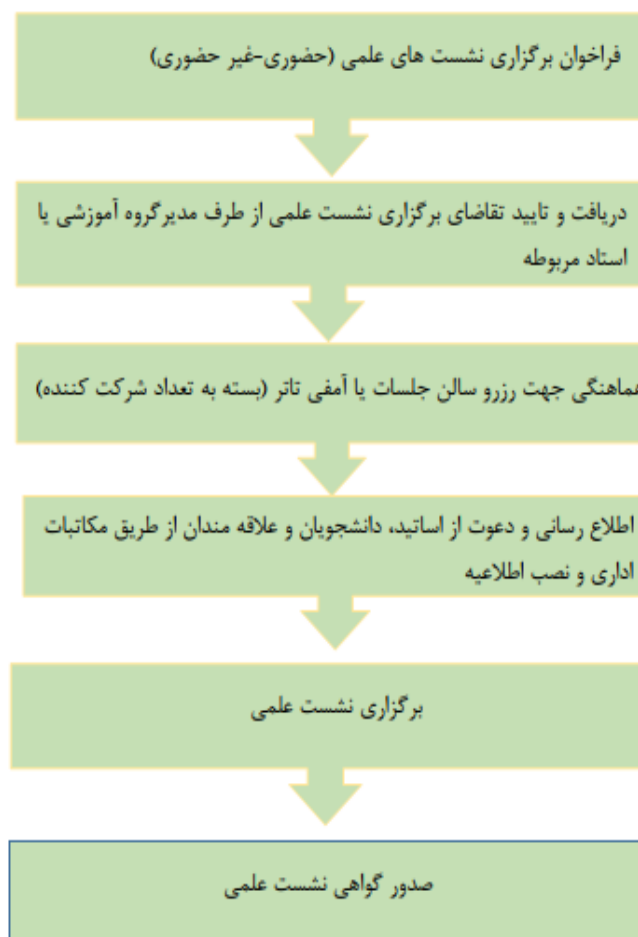 فراخوان برگزاری نشست های علمی (حضوری-غیر حضوری)
دریافت و تایید تقاضای برگزاری نشست علمی از طرف مدیرگروه آموزشی یا
استاد مربوطه
هماهنگی جهت رزرو سالن جلسات یا آمفی تاتر (بسته به تعداد شرکت کننده)
اطلاع رسانی و دعوت از اساتید، دانشجویان و علاقه مندان از طریق مکاتبات
اداری و نصب اطلاعیه
برگزاری نشست علمی
صدور گواهی نشست علمی